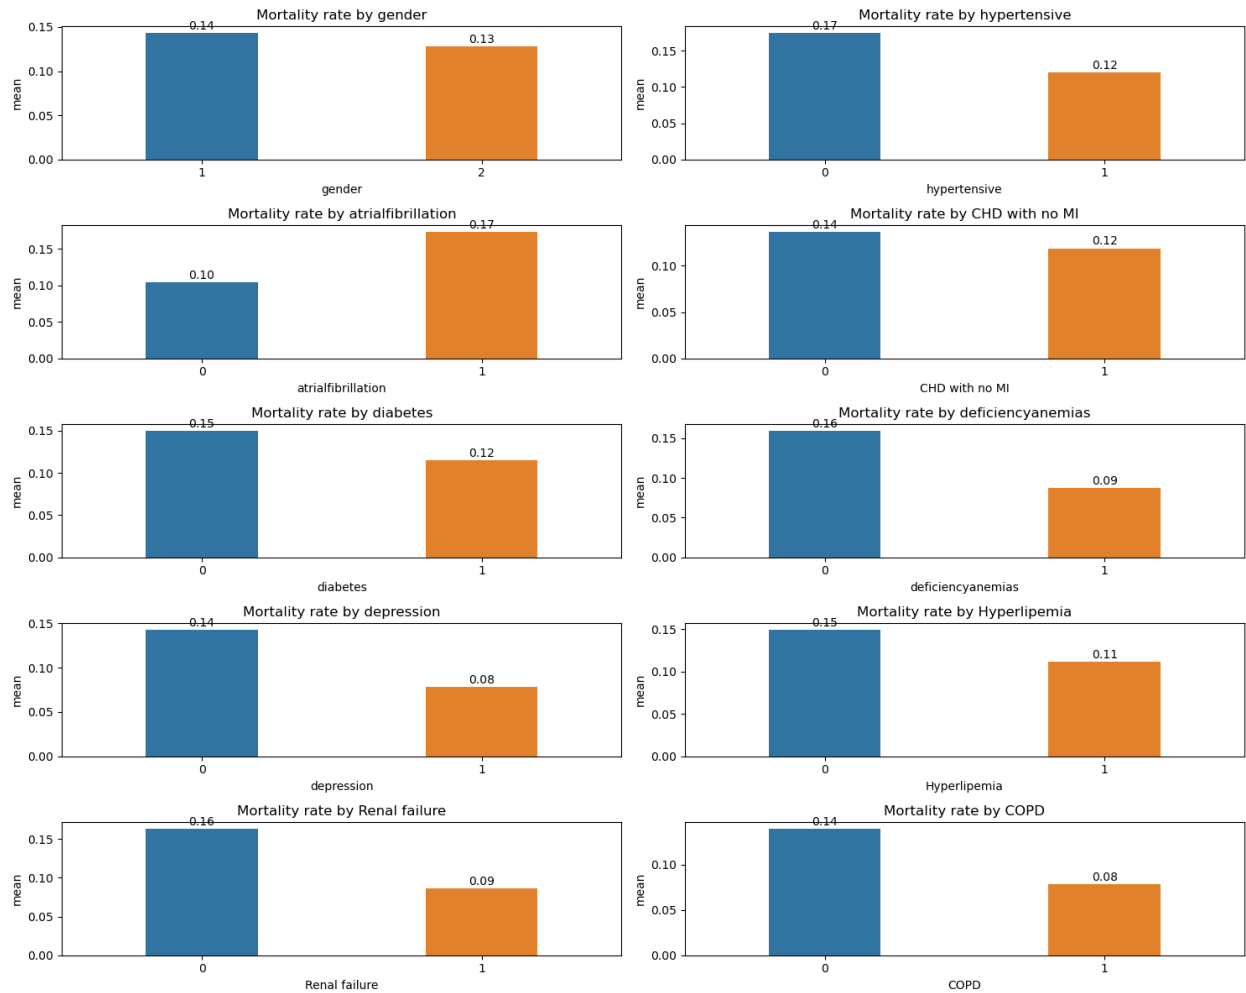 Mortality rate by gender
0.15
0.10
0.05
0.00
mean
0.14
0.13
1
2
gender
Mortality rate by hypertensive
0.15
0.10
0.05
0.00
mean
0.17
0.12
0
1
hypertensive
Mortality rate by atrialfibrillation
0.15
0.10
0.05
0.00
mean
0.10
0.17
0
1
atrialfibrillation
Mortality rate by CHD with no MI
0.10
0.05
0.00
mean
0.14
0.12
0
1
CHD with no MI
Mortality rate by diabetes
0.15
0.10
0.05
0.00
mean
0.15
0.12
0
1
diabetes
Mortality rate by deficiencyanemias
0.15
0.10
0.05
0.00
mean
0.16
0.09
0
1
deficiencyanemias
Mortality rate by depression
0.15
0.10
0.05
0.00
mean
0.14
0.08
0
1
depression
Mortality rate by Hyperlipemia
0.15
0.10
0.05
0.00
mean
0.15
0.11
0
1
Hyperlipemia
Mortality rate by Renal failure
0.15
0.10
0.05
0.00
mean
0.16
0.09
0
1
Renal failure
Mortality rate by COPD
0.10
0.05
0.00
mean
0.14
0.08
0
1
COPD